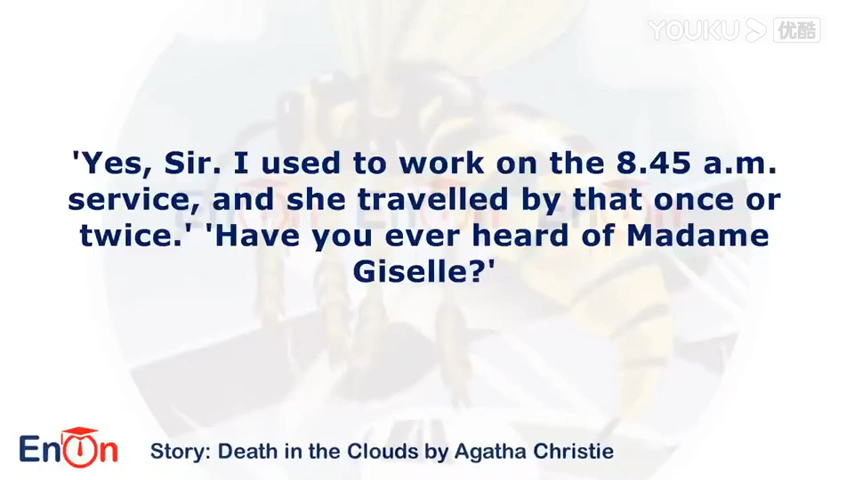 YOUKU 优酷
'Yes, Sir. I used to work on the 8.45 a.m.
service, and she travelled by that once or
twice.' 'Have you ever heard of Madame
Giselle?'
EnOn
Story: Death in the Clouds by Agatha Christie